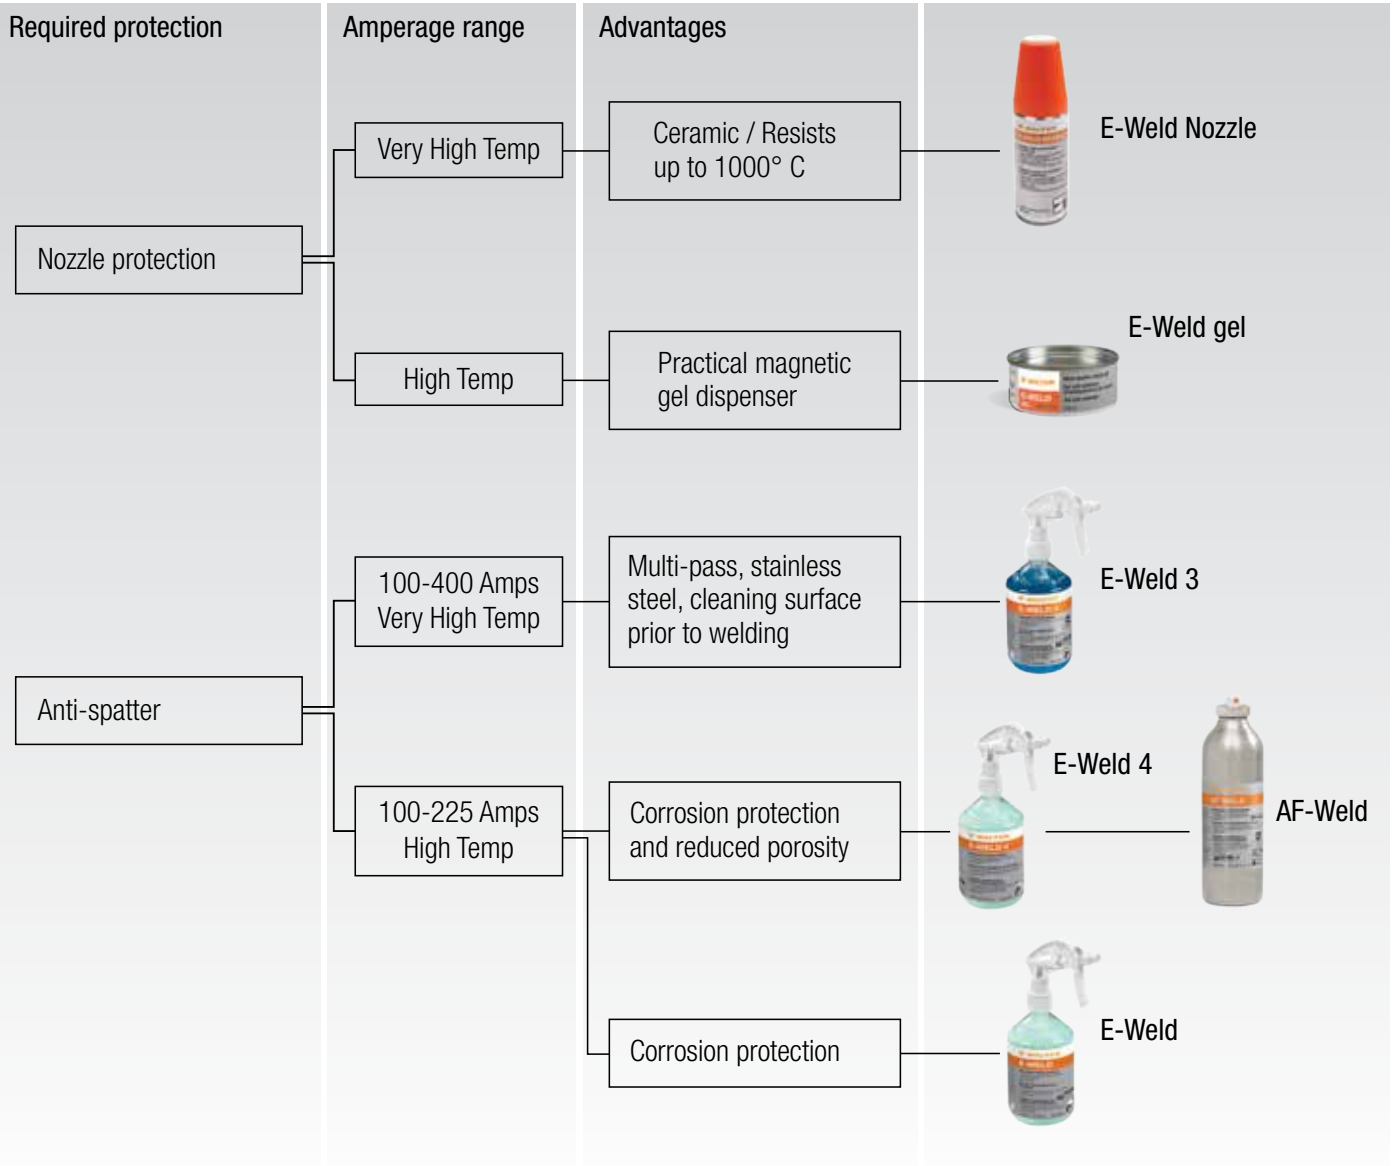 Required protection
Amperage range
Advantages
Nozzle protection
Very High Temp
Ceramic / Resists
up to 1000° C
E-Weld Nozzle
High Temp
Practical magnetic
gel dispenser
E-Weld gel
Anti-spatter
100-400 Amps
Very High Temp
Multi-pass, stainless
steel, cleaning surface
prior to welding
E-Weld 3
100-225 Amps
High Temp
Corrosion protection
and reduced porosity
E-Weld 4
AF-Weld
Corrosion protection
E-Weld